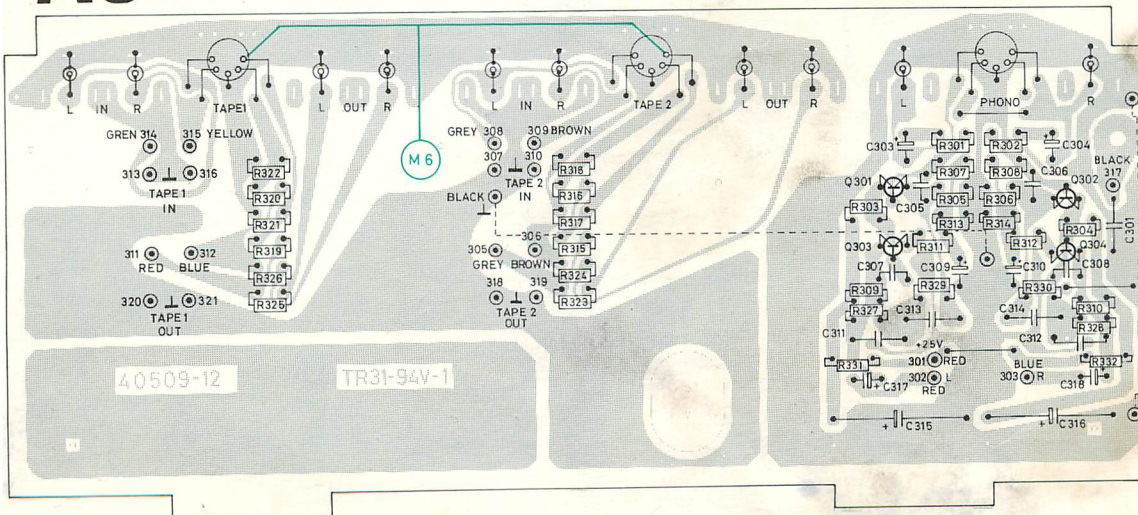 L IN R TAPE1 L OUT R L IN R TAPE 2 L OUT R L PHONO R
GREN 314 315 YELLOW
GREY 308 309 BROWN
M 6
313 316
307 310
TAPE 1
IN
TAPE 2
IN
BLACK
R322
R320
R321
R319
R326
R325
R318
R316
R317
R315
R324
R323
311 312
RED BLUE
305 306
GREY BROWN
320 321
TAPE1
OUT
318 319
TAPE 2
OUT
C303 + R301 R302 + C304
R307 R308 C306 BLACK
317
Q301 Q302
R303 C305 R305 R306 C301
R313 R314 R304
Q303 R311 R312 Q304
C307 C309 C310 C308
R309 R329 R330 R310
R327 C313 C314 R328
C311 C312
+25V
301 RED
BLUE
R331 R332
+ C317 302 L 303 R C318 +
RED
+ C315 + C316
40509-12 TR31-94V-1